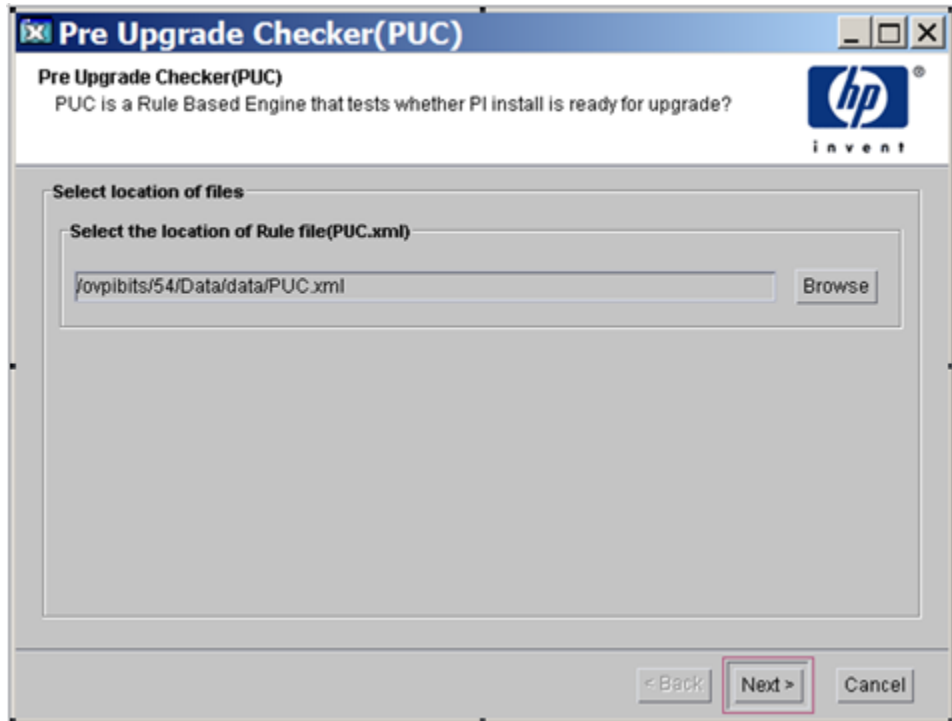 Pre Upgrade Checker(PUC)
Pre Upgrade Checker(PUC)
PUC is a Rule Based Engine that tests whether PI install is ready for upgrade?
hp
®
invent
Select location of files
Select the location of Rule file(PUC.xml)
/ovpibits/54/Data/data/PUC.xml
Browse
< Back
Next >
Cancel